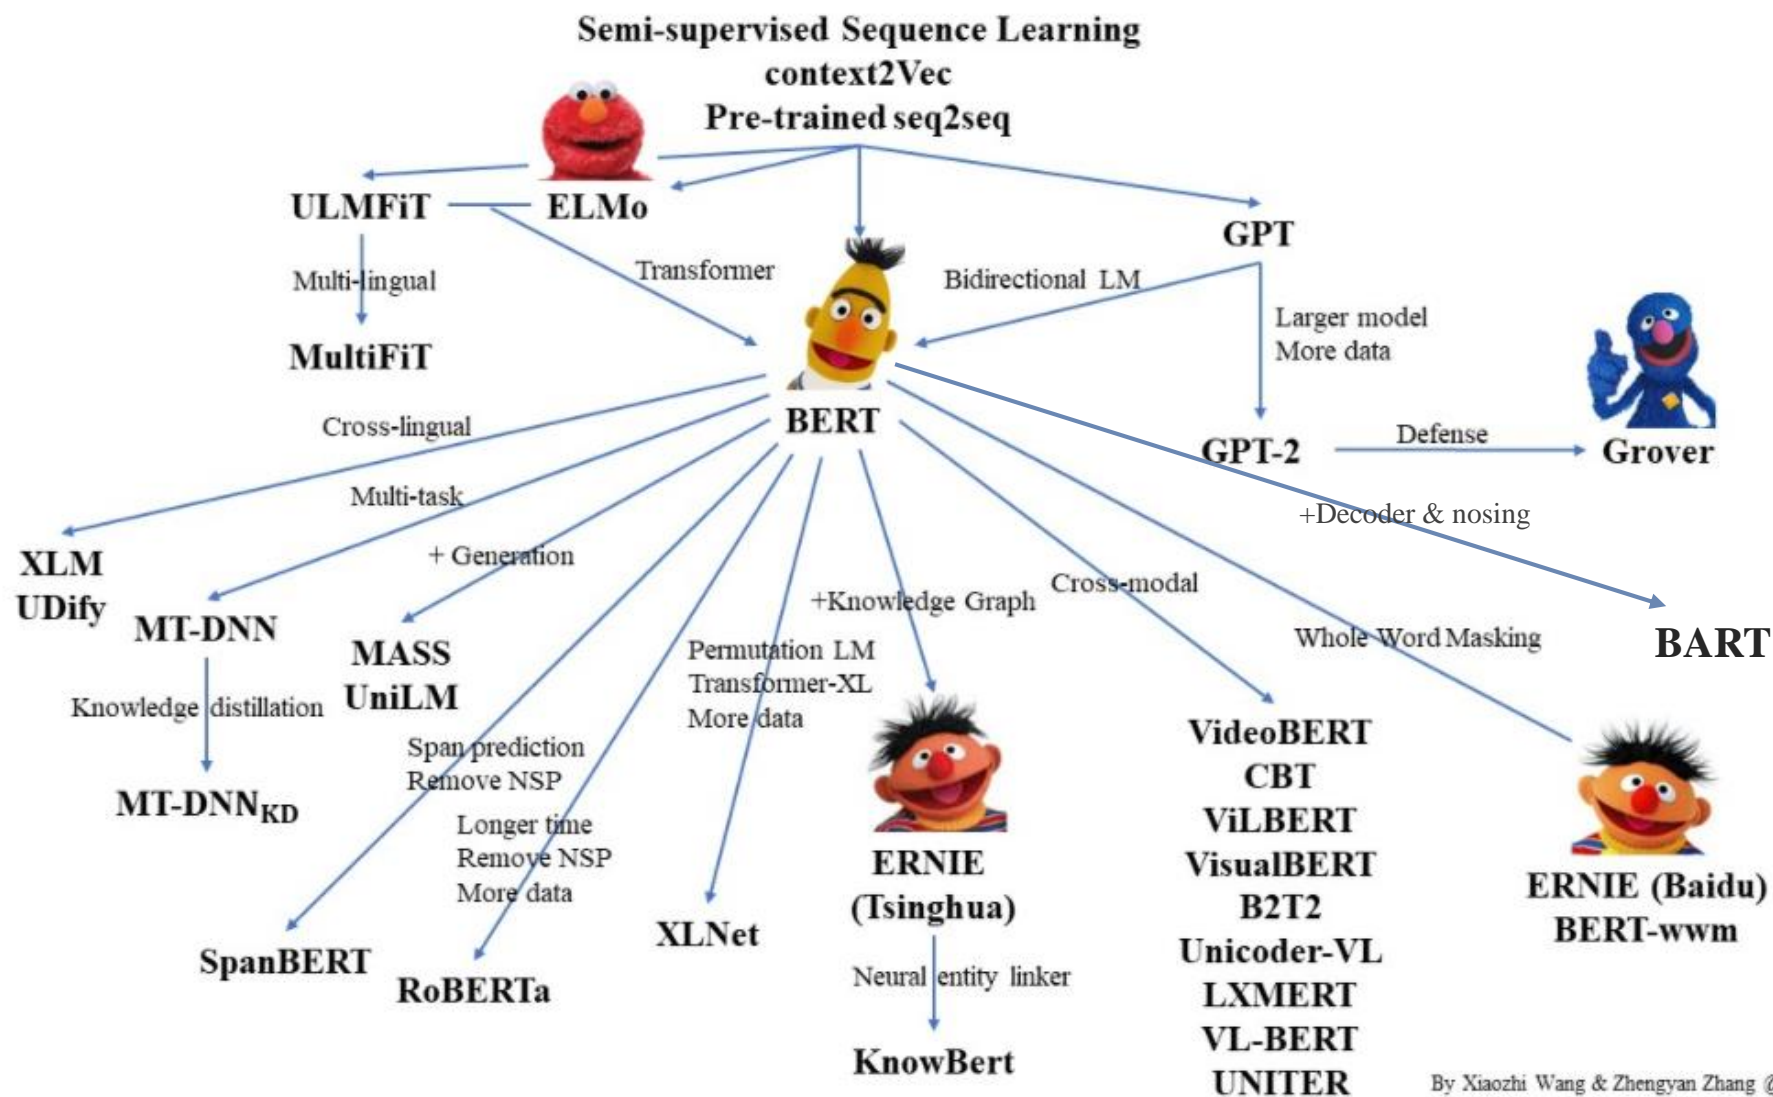 Semi-supervised Sequence Learning
context2Vec
Pre-trained seq2seq
ULMFiT
ELMo
GPT
Multi-lingual
Transformer
Bidirectional LM
Larger model
More data
MultiFiT
BERT
Cross-lingual
GPT-2
Defense
Grover
Multi-task
+Decoder & nosing
XLM
UDify
+ Generation
MT-DNN
+Knowledge Graph
Cross-modal
Whole Word Masking
BART
MASS
UniLM
Permutation LM
Transformer-XL
More data
Knowledge distillation
Span prediction
Remove NSP
MT-DNNKD
Longer time
Remove NSP
More data
VideoBERT
CBT
ViLBERT
VisualBERT
B2T2
Unicoder-VL
LXMERT
VL-BERT
UNITER
ERNIE
(Tsinghua)
ERNIE (Baidu)
BERT-wwm
SpanBERT
RoBERTa
XLNet
Neural entity linker
KnowBert
By Xiaozhi Wang & Zhengyan Zhang @